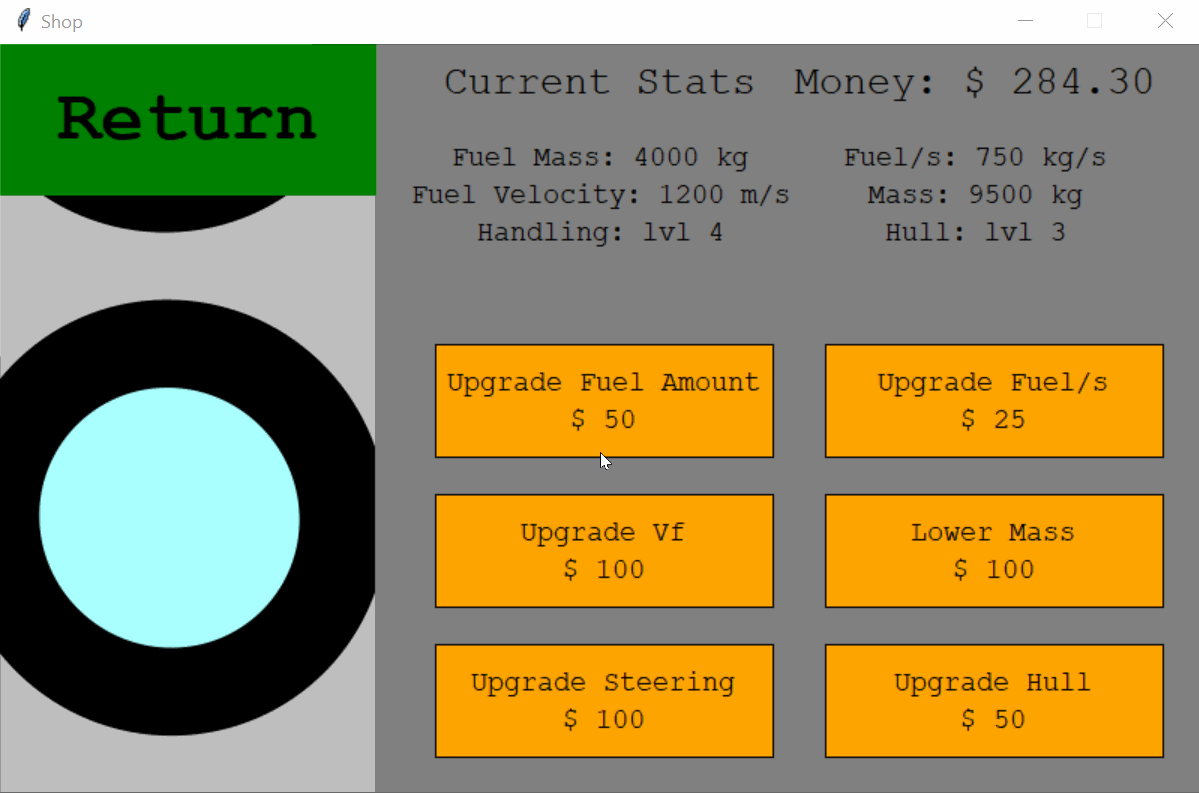 Shop
Return
Current Stats Money: $ 284.30
Fuel Mass: 4000 kg
Fuel/s: 750 kg/s
Fuel Velocity: 1200 m/s
Mass: 9500 kg
Handling: lvl 4
Hull: lvl 3
Upgrade Fuel Amount
$ 50
Upgrade Fuel/s
$ 25
Upgrade Vf
$ 100
Lower Mass
$ 100
Upgrade Steering
$ 100
Upgrade Hull
$ 50